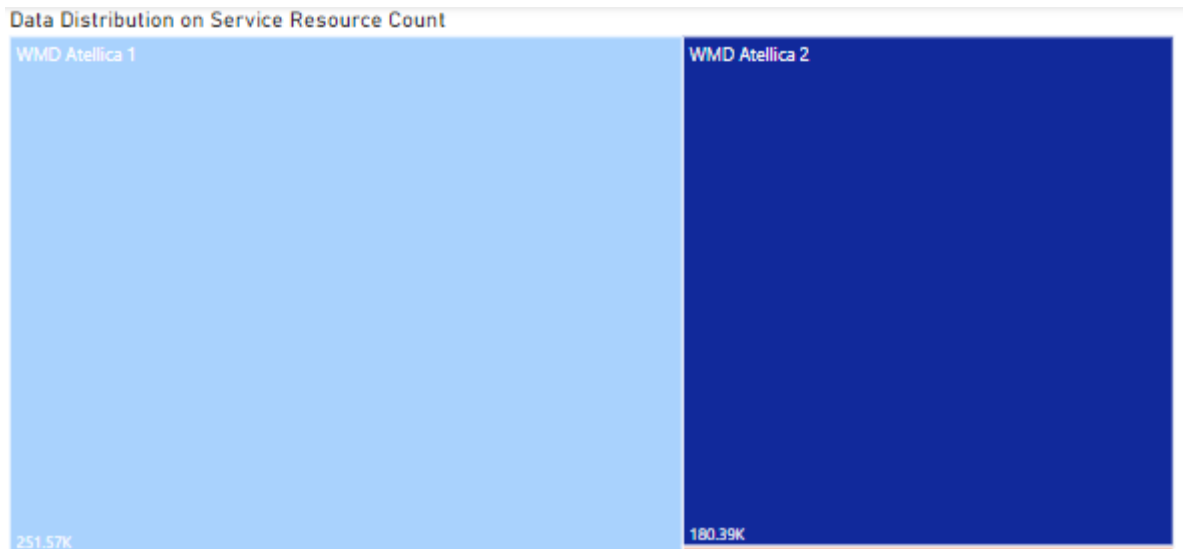 Data Distribution on Service Resource Count
WMD Atellica 1
WMD Atellica 2
251.57K
180.39K